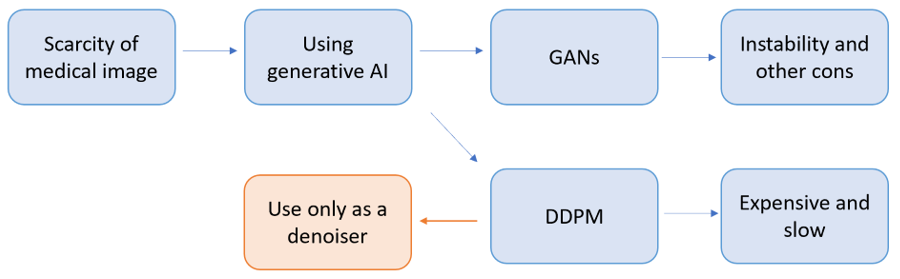 Scarcity of
medical image
Using
generative AI
GANs
Instability and
other cons
Use only as a
denoiser
DDPM
Expensive and
slow